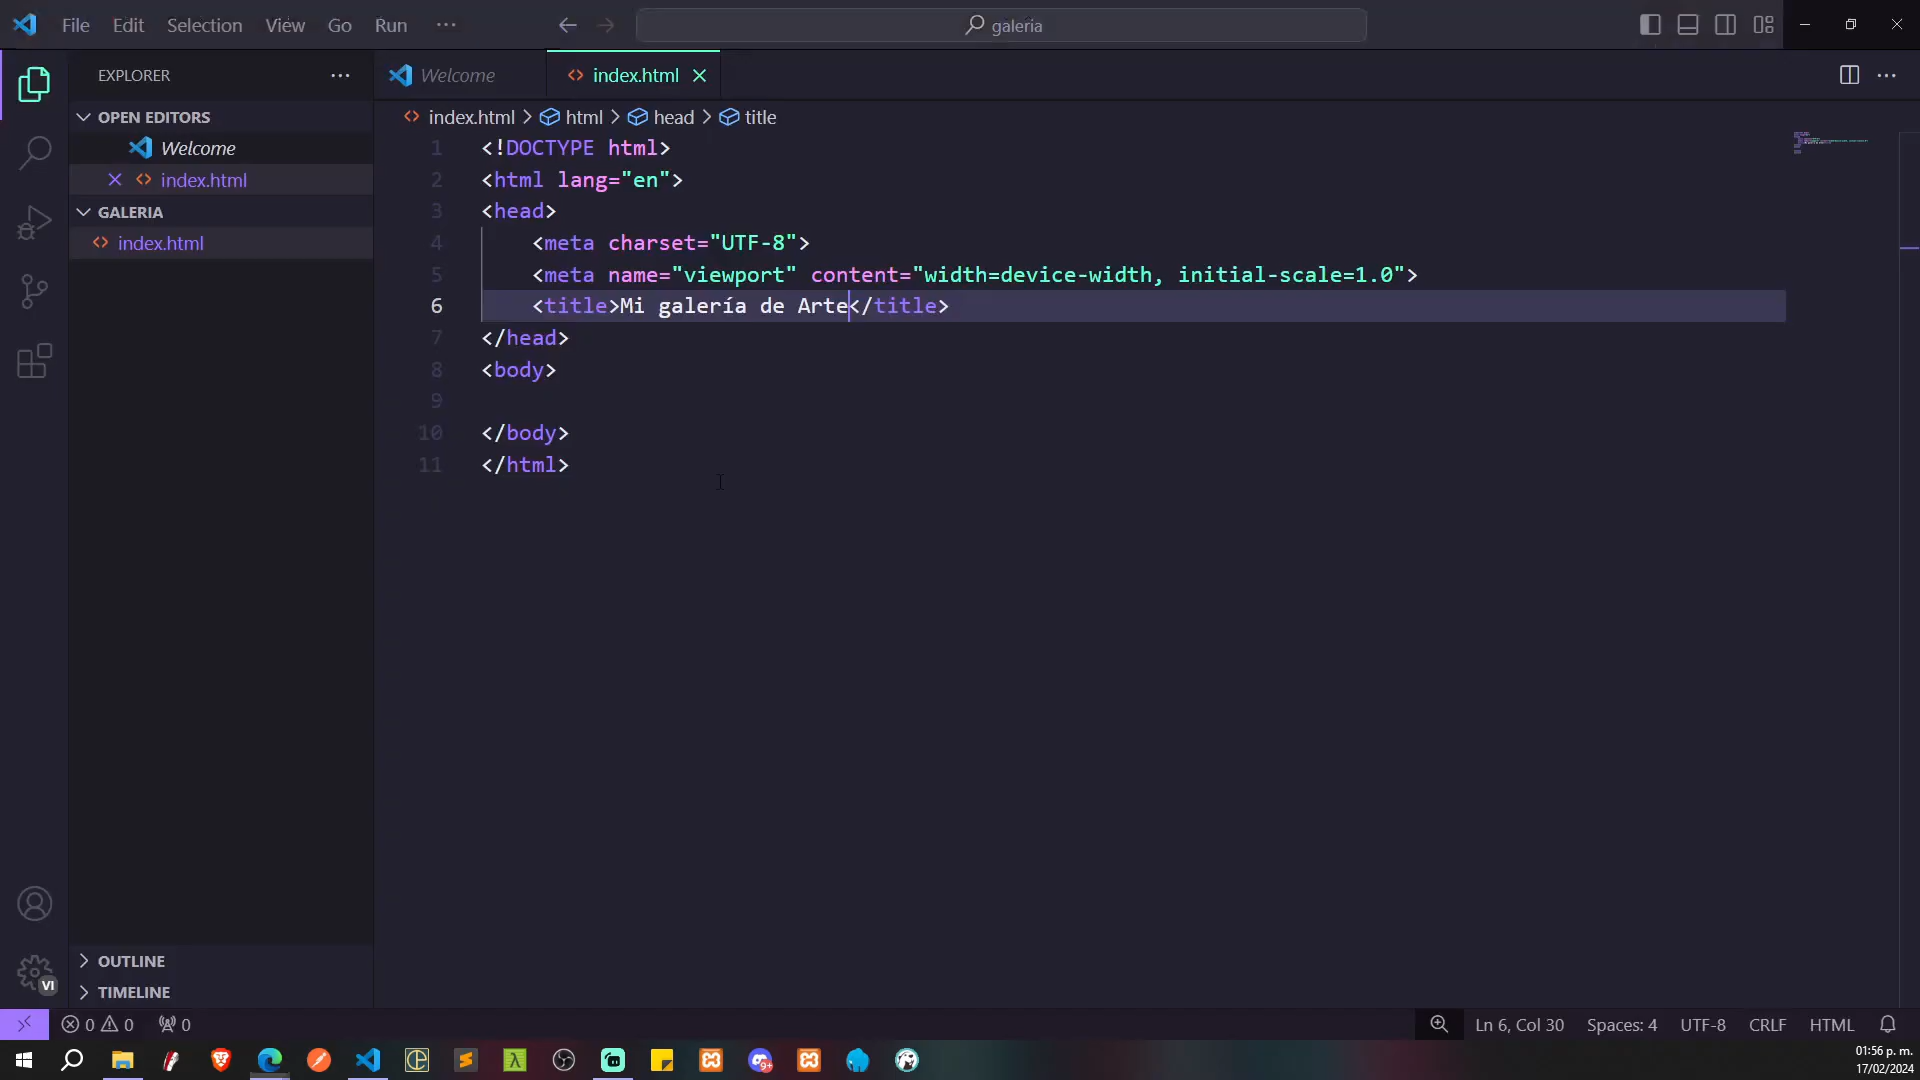 File Edit Selection View Go Run ··· galeria
EXPLORER ···
Welcome index.html
OPEN EDITORS
Welcome
index.html
GALERIA
index.html
index.html > html > head > title
1 <!DOCTYPE html>
2 <html lang="en">
3 <head>
4 <meta charset="UTF-8">
5 <meta name="viewport" content="width=device-width, initial-scale=1.0">
6 <title>Mi galería de Arte</title>
7 </head>
8 <body>
9
10 </body>
11 </html>
VI
OUTLINE
TIMELINE
0 0 0 Ln 6, Col 30 Spaces: 4 UTF-8 CRLF HTML
9+
01:56 p. m.
17/02/2024